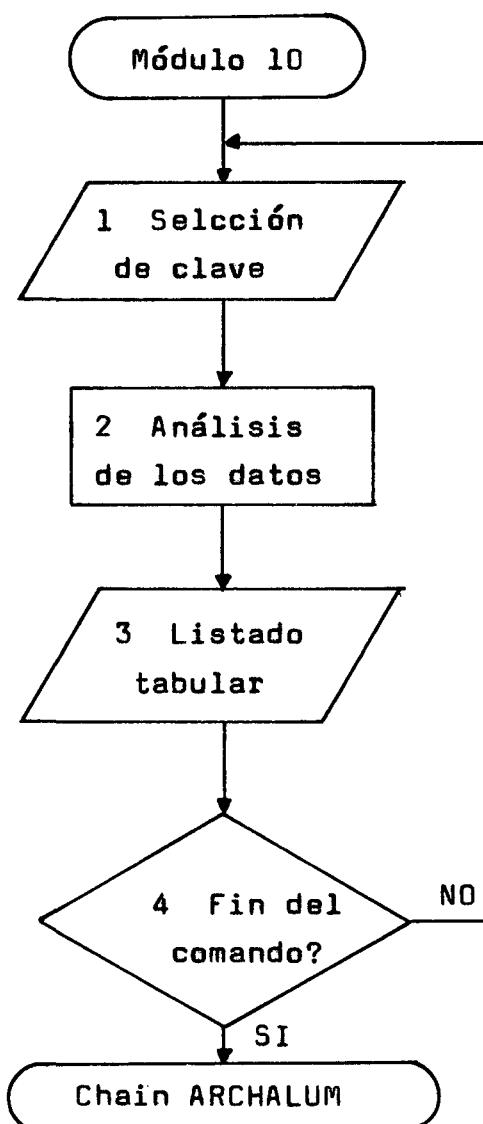 Módulo 10
1 Selcción
de clave
2 Análisis
de los datos
3 Listado
tabular
4 Fin del
comando?
NO
SI
Chain ARCHALUM